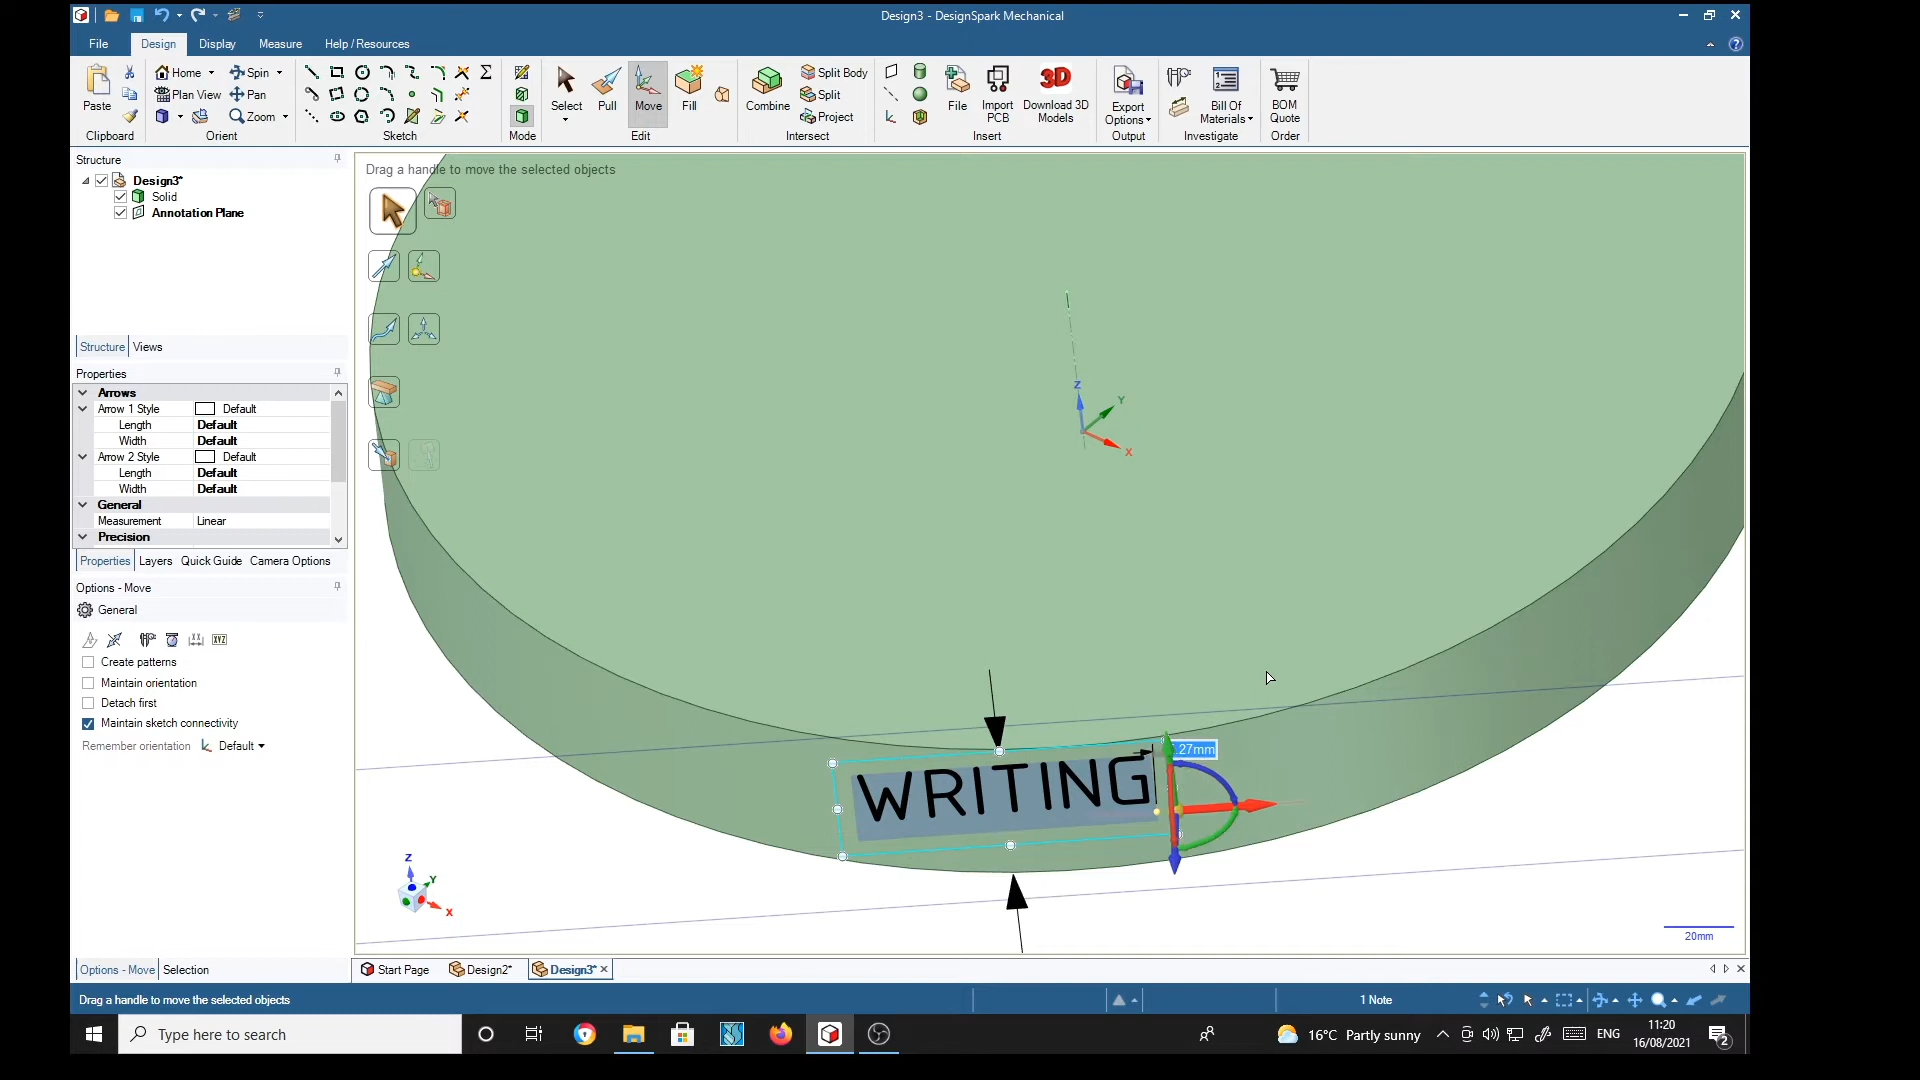 Design3 - DesignSpark Mechanical
File Design Display Measure Help / Resources
Paste Home Spin Plan View Pan Zoom Select Pull Move Fill Combine Split Body Split Project File Import PCB Download 3D Models Export Options Bill Of Materials BOM Quote
Clipboard Orient Sketch Mode Edit Intersect Insert Output Investigate Order
Structure
Design3*
Solid
Annotation Plane
Structure Views
Properties
Arrows
Arrow 1 Style Default
Length Default
Width Default
Arrow 2 Style Default
Length Default
Width Default
General
Measurement Linear
Precision
Properties Layers Quick Guide Camera Options
Options - Move
General
Create patterns
Maintain orientation
Detach first
Maintain sketch connectivity
Remember orientation Default
Options - Move Selection
Drag a handle to move the selected objects
Z
Y
X
.27mm
WRITING
Z
Y
X
20mm
Start Page Design2* Design3*
Drag a handle to move the selected objects 1 Note
Type here to search 16°C Partly sunny ENG 11:20
16/08/2021 2